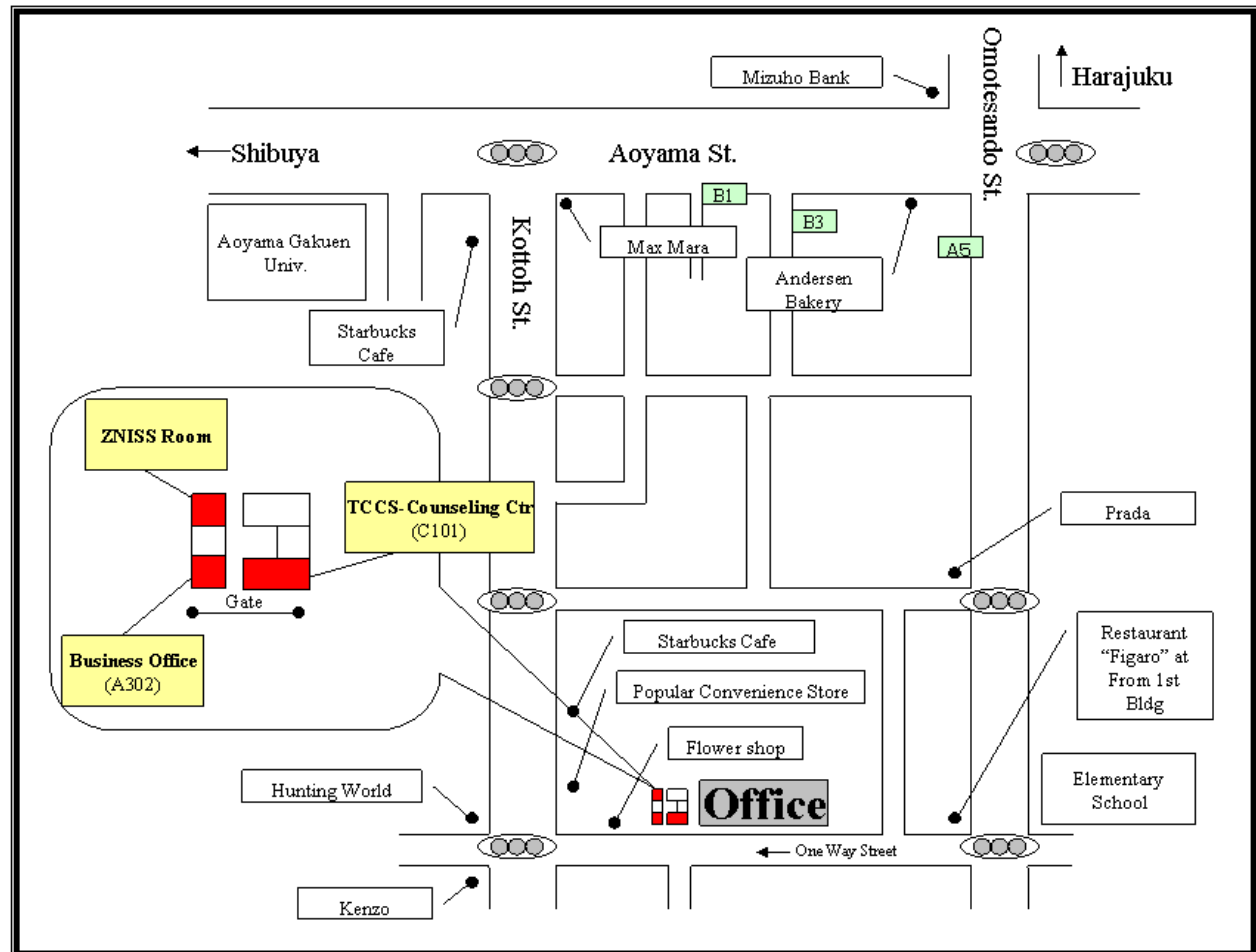 Mizuho Bank
Harajuku
Omotesando St.
Shibuya
Aoyama St.
B1
B3
A5
Aoyama Gakuen
Univ.
Kottoh St.
Max Mara
Andersen
Bakery
Starbucks
Cafe
ZNISS Room
TCCS-Counseling Ctr
(C101)
Prada
Gate
Business Office
(A302)
Starbucks Cafe
Popular Convenience Store
Flower shop
Restaurant
“Figaro” at
From 1st
Bldg
Hunting World
Office
Elementary
School
One Way Street
Kenzo